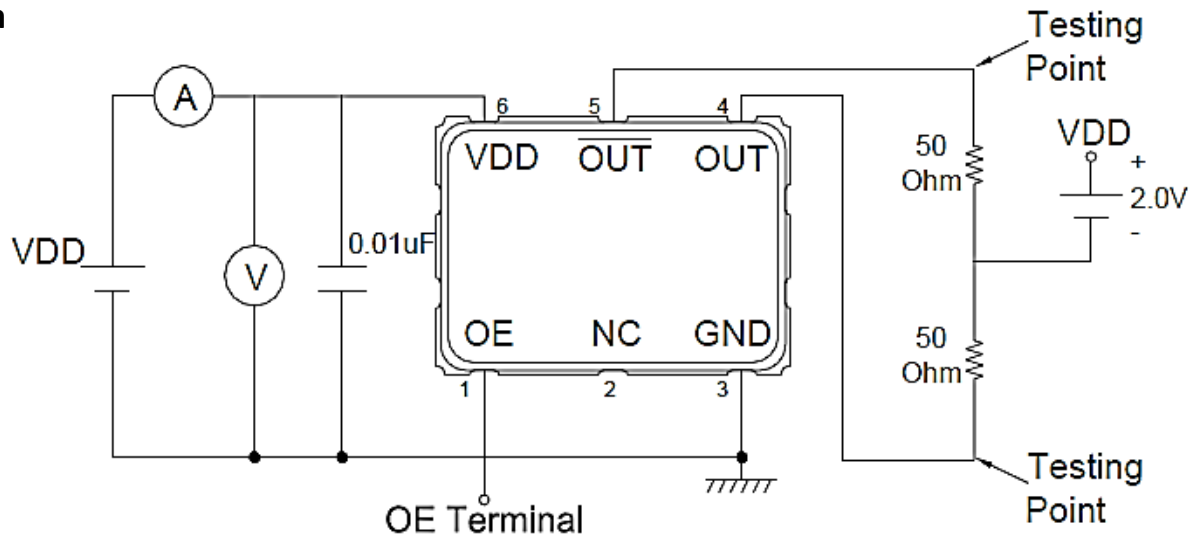 n
Testing
Point
A
6
5
4
VDD
OUT
OUT
50
Ohm
VDD
+
2.0V
-
VDD
V
0.01uF
OE
NC
GND
50
Ohm
1
2
3
OE Terminal
Testing
Point